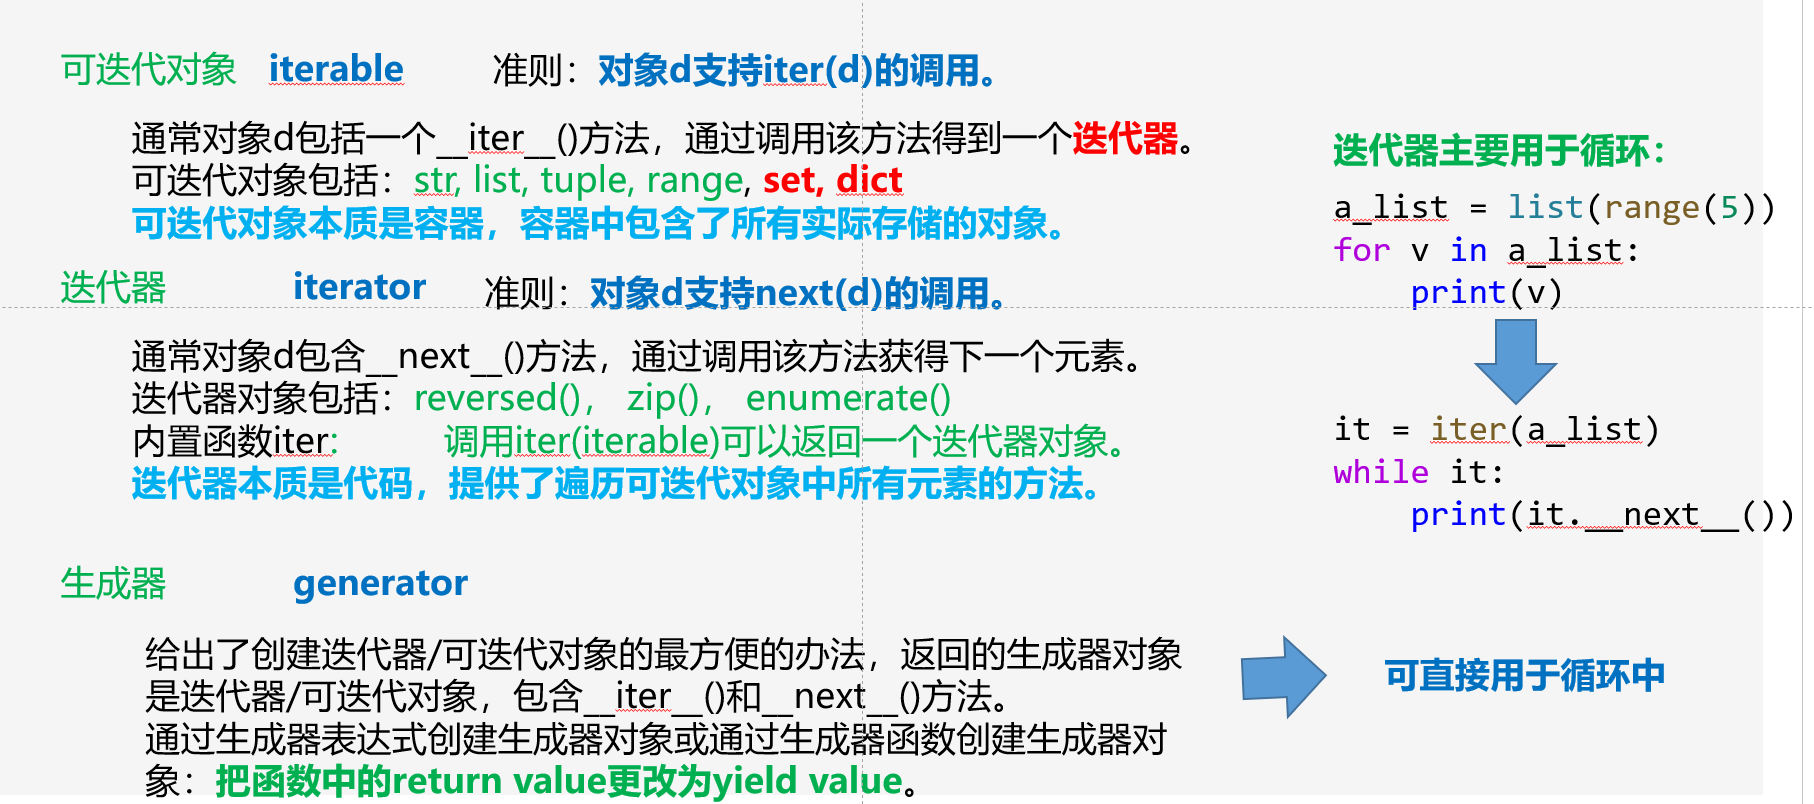 可迭代对象 iterable 准则：对象d支持iter(d)的调用。
通常对象d包括一个__iter__()方法，通过调用该方法得到一个迭代器。
可迭代对象包括：str, list, tuple, range, set, dict
可迭代对象本质是容器，容器中包含了所有实际存储的对象。
迭代器 iterator 准则：对象d支持next(d)的调用。
通常对象d包含__next__()方法，通过调用该方法获得下一个元素。
迭代器对象包括：reversed()， zip()， enumerate()
内置函数iter: 调用iter(iterable)可以返回一个迭代器对象。
迭代器本质是代码，提供了遍历可迭代对象中所有元素的方法。
生成器 generator
给出了创建迭代器/可迭代对象的最方便的办法，返回的生成器对象
是迭代器/可迭代对象，包含__iter__()和__next__()方法。
通过生成器表达式创建生成器对象或通过生成器函数创建生成器对
象：把函数中的return value更改为yield value。
迭代器主要用于循环：
a_list = list(range(5))
for v in a_list:
    print(v)
it = iter(a_list)
while it:
    print(it.__next__())
可直接用于循环中